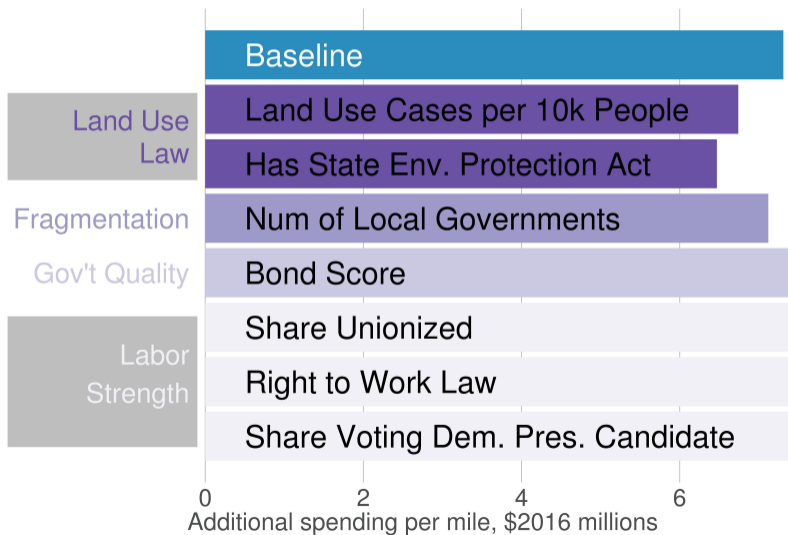 Baseline
Land Use
Law
Land Use Cases per 10k People
Has State Env. Protection Act
Fragmentation
Num of Local Governments
Gov't Quality
Bond Score
Labor
Strength
Share Unionized
Right to Work Law
Share Voting Dem. Pres. Candidate
0 2 4 6
Additional spending per mile, $2016 millions